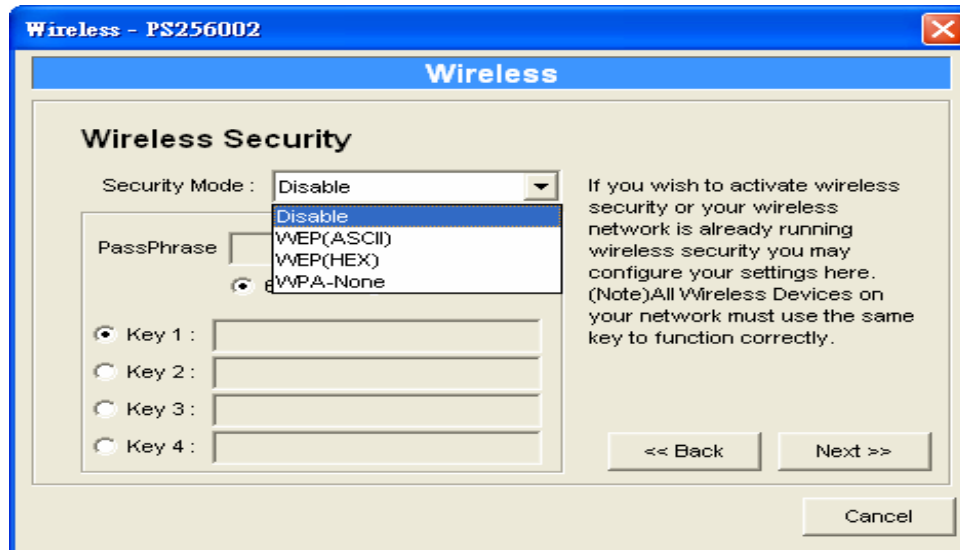 Wireless - PS256002
Wireless
Wireless Security
Security Mode : Disable
Disable
WEP(ASCII)
WEP(HEX)
WPA-None
PassPhrase
Key 1 :
Key 2 :
Key 3 :
Key 4 :
If you wish to activate wireless
security or your wireless
network is already running
wireless security you may
configure your settings here.
(Note)All Wireless Devices on
your network must use the same
key to function correctly.
<< Back
Next >>
Cancel